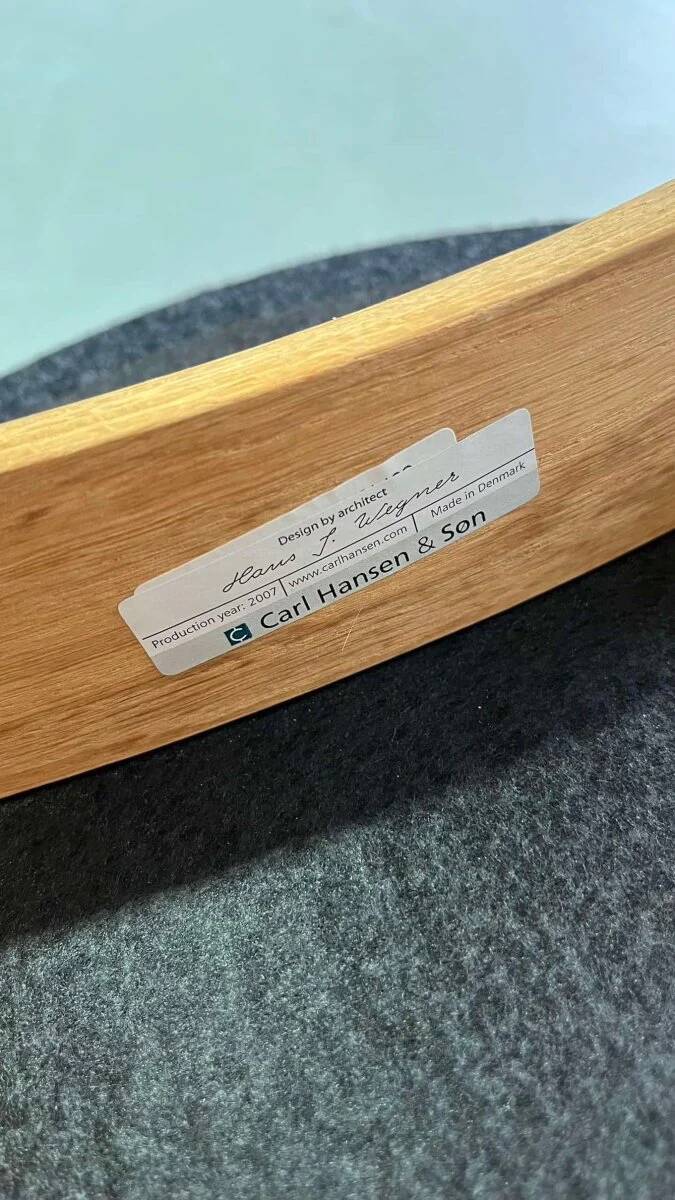 Design by architect
Hans J. Wegner
Production year: 2007 | www.carlhansen.com | Made in Denmark
Carl Hansen & Søn